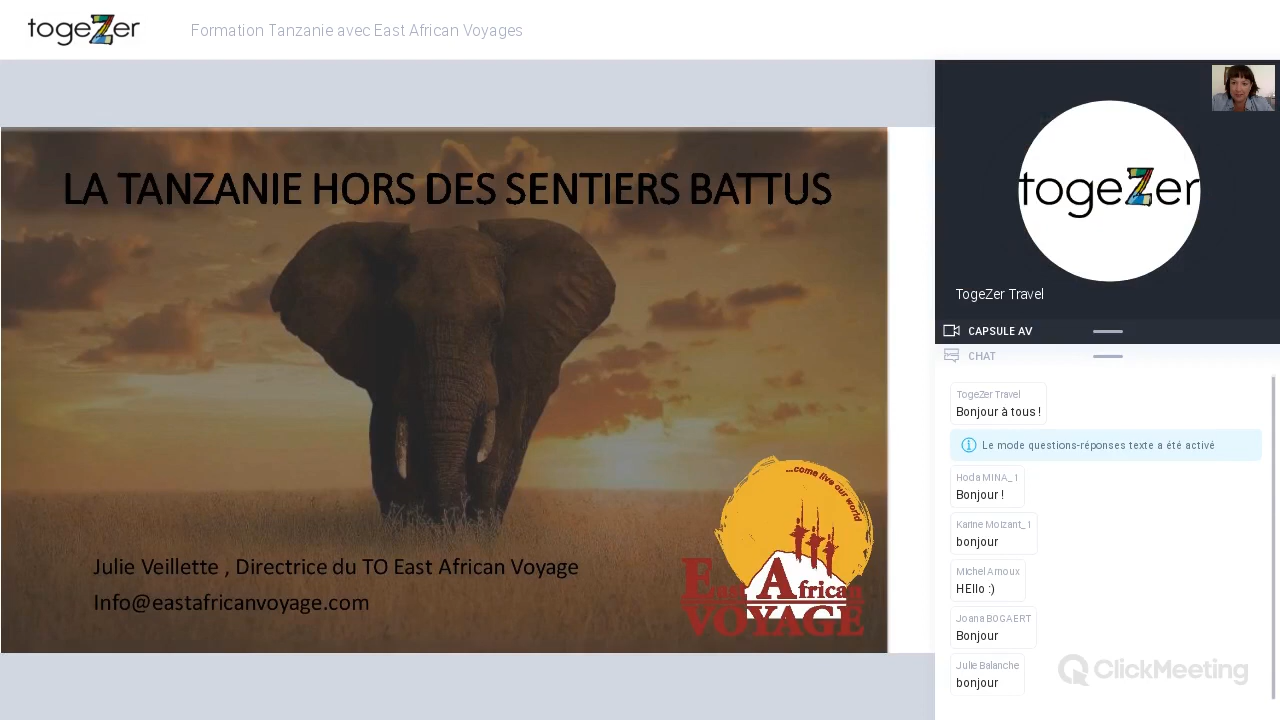 togeZer
Formation Tanzanie avec East African Voyages
LA TANZANIE HORS DES SENTIERS BATTUS
...come live our world
East African
VOYAGE
Julie Veillette , Directrice du TO East African Voyage
Info@eastafricanvoyage.com
togeZer
TogeZer Travel
CAPSULE AV
CHAT
TogeZer Travel
Bonjour à tous !
Le mode questions-réponses texte a été activé
Hoda MINA_1
Bonjour !
Karine Moizant_1
bonjour
Michel Arnoux
HEllo :)
Joana BOGAERT
Bonjour
Julie Balanche
bonjour
ClickMeeting